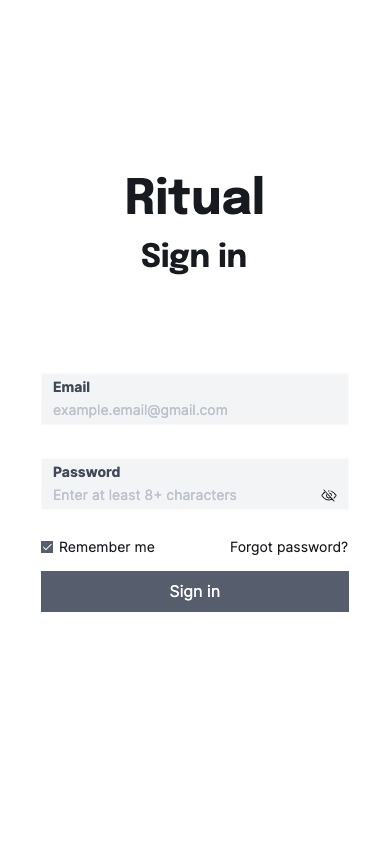 Ritual
Sign in
Email
example.email@gmail.com
Password
Enter at least 8+ characters
Remember me
Forgot password?
Sign in